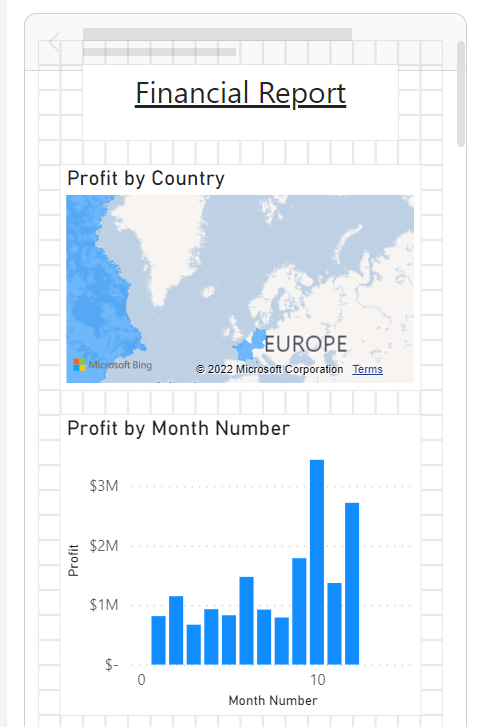 Financial Report
Profit by Country
EUROPE
Microsoft Bing
© 2022 Microsoft Corporation Terms
Profit by Month Number
$3M
$2M
$1M
$-
Profit
0 10
Month Number